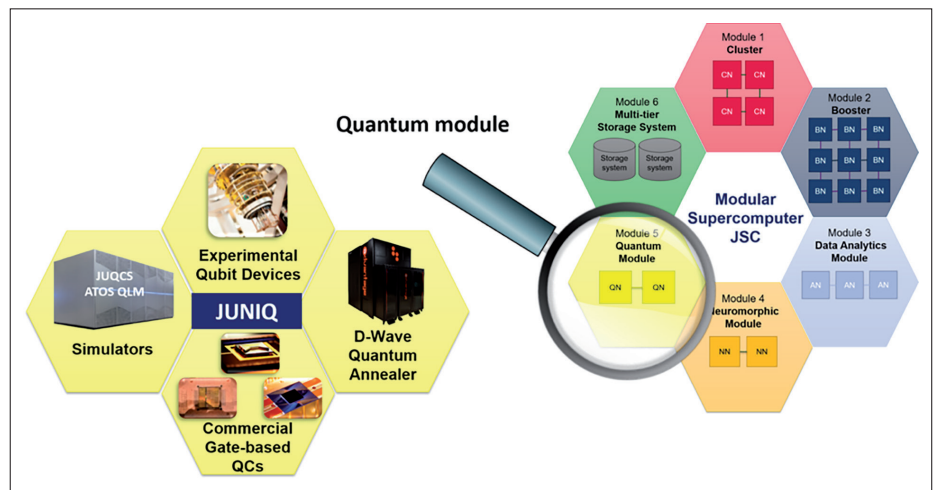 Quantum module
Experimental
Qubit Devices
JUQCS
ATOS QLM
Simulators
JUNIQ
D-Wave
Quantum
Annealer
Commercial
Gate-based
QCs
Module 1
Cluster
CN CN
CN CN
Module 6
Multi-tier
Storage System
Storage
system
Storage
system
Module 2
Booster
BN BN BN
BN BN BN
BN BN BN
Modular
Supercomputer
JSC
Module 5
Quantum
Module
QN QN
Module 3
Data Analytics
Module
AN AN AN
Module 4
Neuromorphic
Module
NN NN